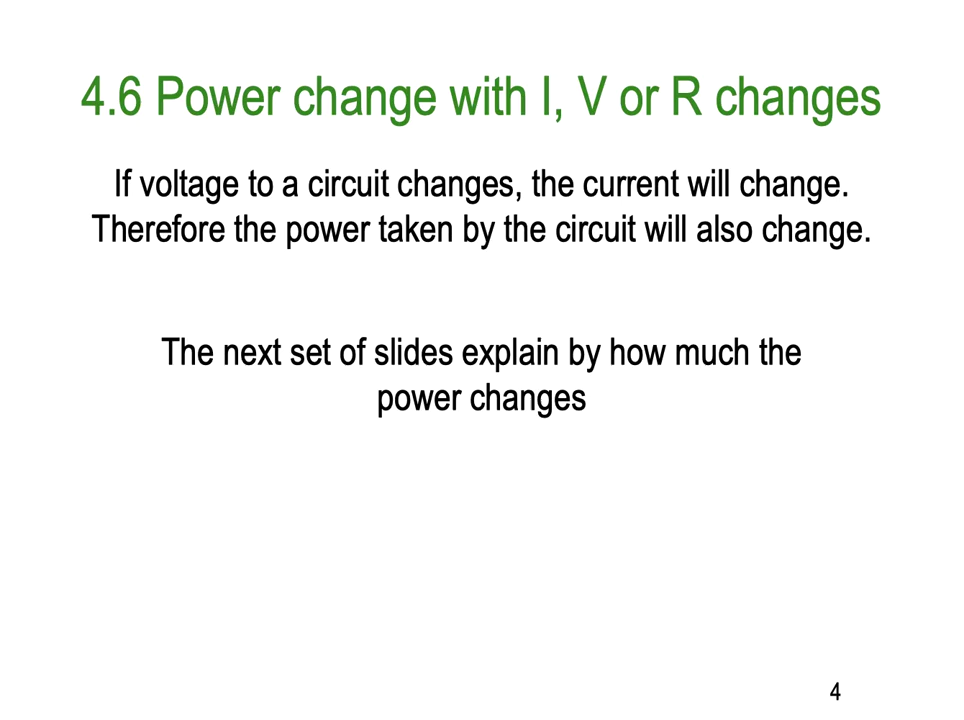 4.6 Power change with I, V or R changes
If voltage to a circuit changes, the current will change.
Therefore the power taken by the circuit will also change.
The next set of slides explain by how much the
power changes
4